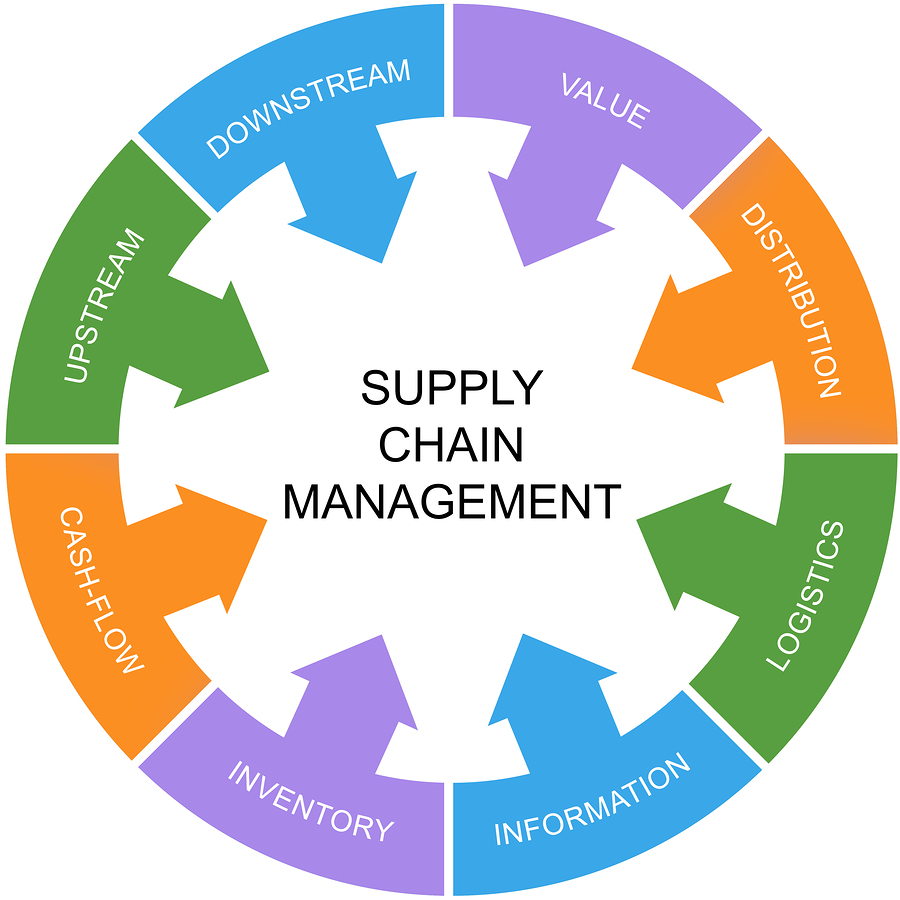 DOWNSTREAM
VALUE
DISTRIBUTION
LOGISTICS
INFORMATION
INVENTORY
CASH-FLOW
UPSTREAM
SUPPLY
CHAIN
MANAGEMENT